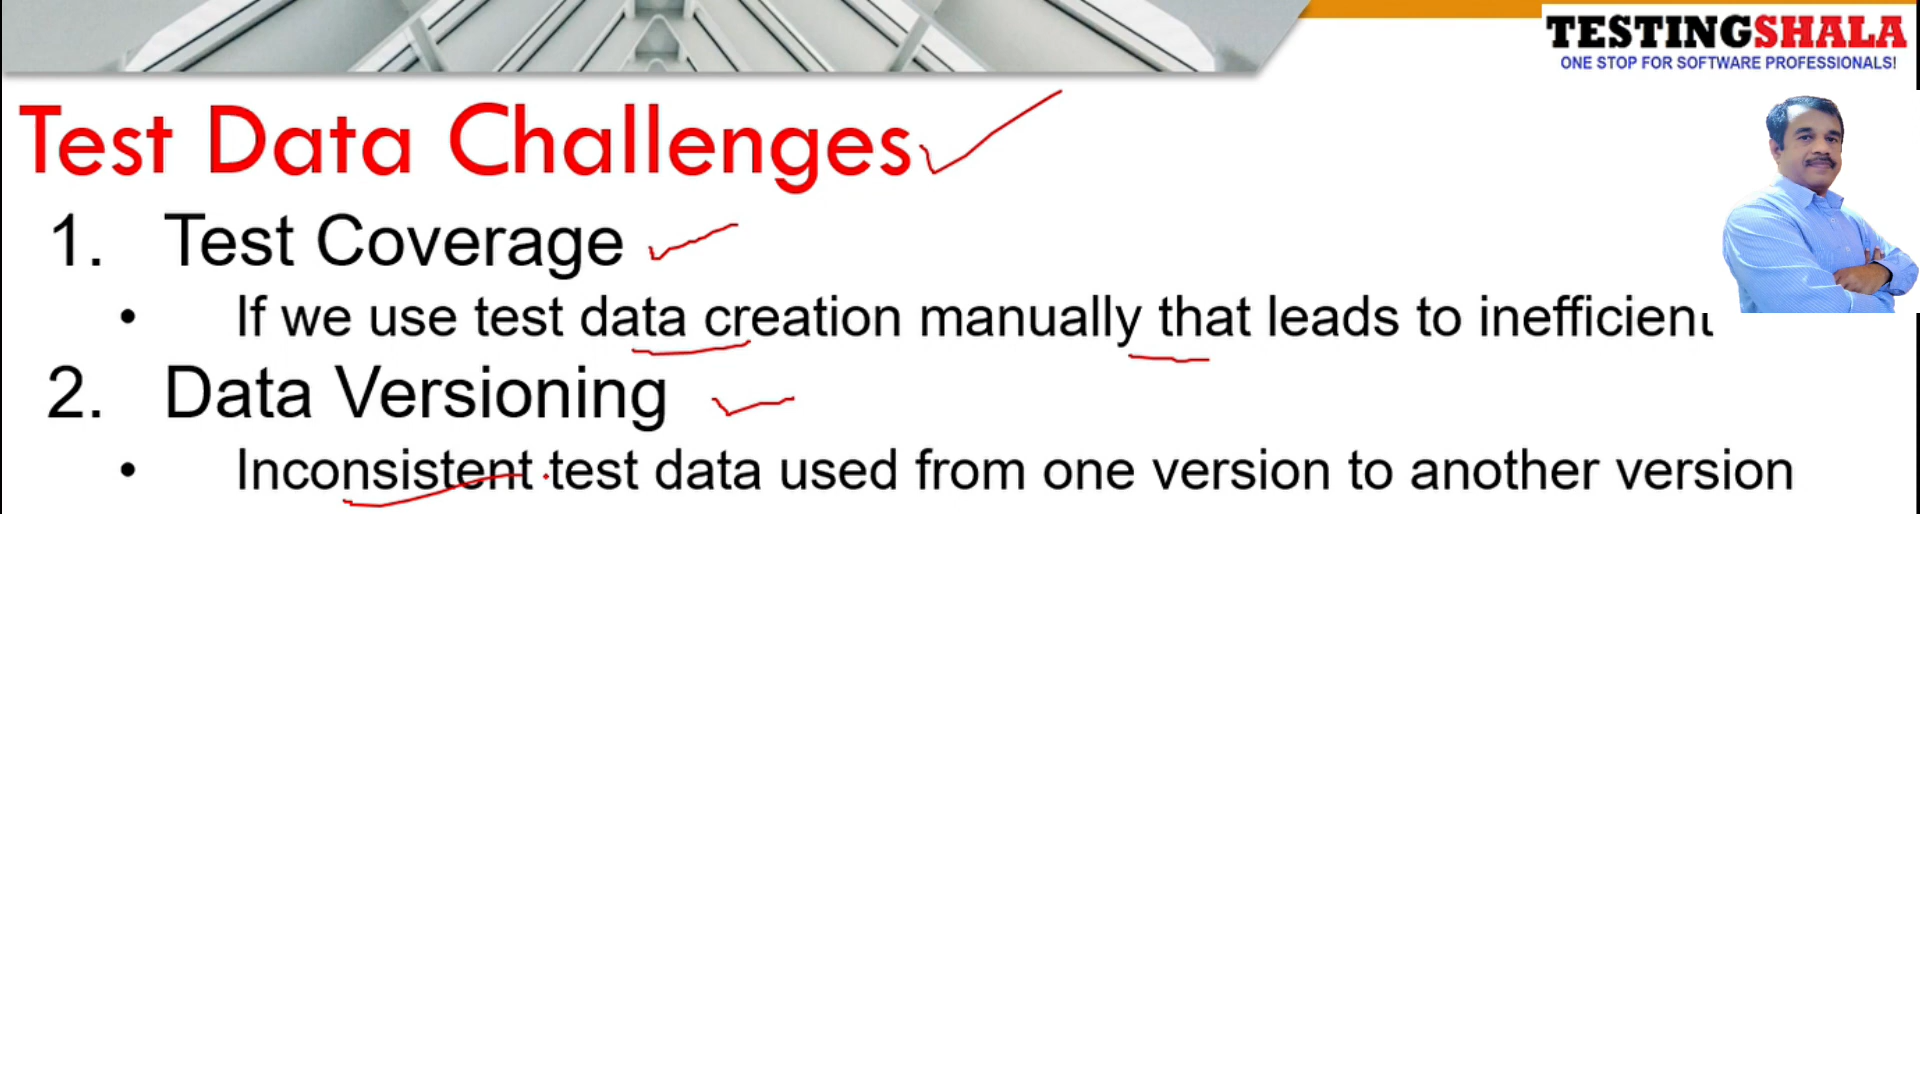 TESTINGSHALA
ONE STOP FOR SOFTWARE PROFESSIONALS!
Test Data Challenges
1. Test Coverage
• If we use test data creation manually that leads to inefficient
2. Data Versioning
• Inconsistent test data used from one version to another version